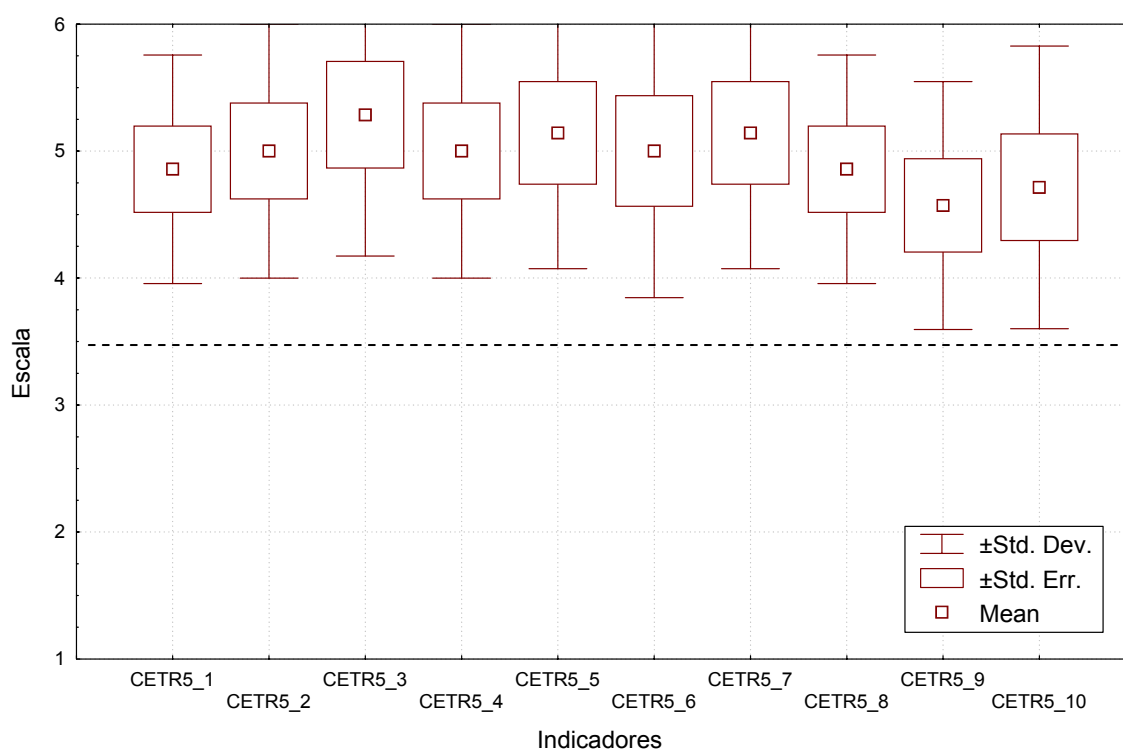 6
5
4
3
2
1
Escala
±Std. Dev.
±Std. Err.
Mean
CETR5_1
CETR5_2
CETR5_3
CETR5_4
CETR5_5
CETR5_6
CETR5_7
CETR5_8
CETR5_9
CETR5_10
Indicadores